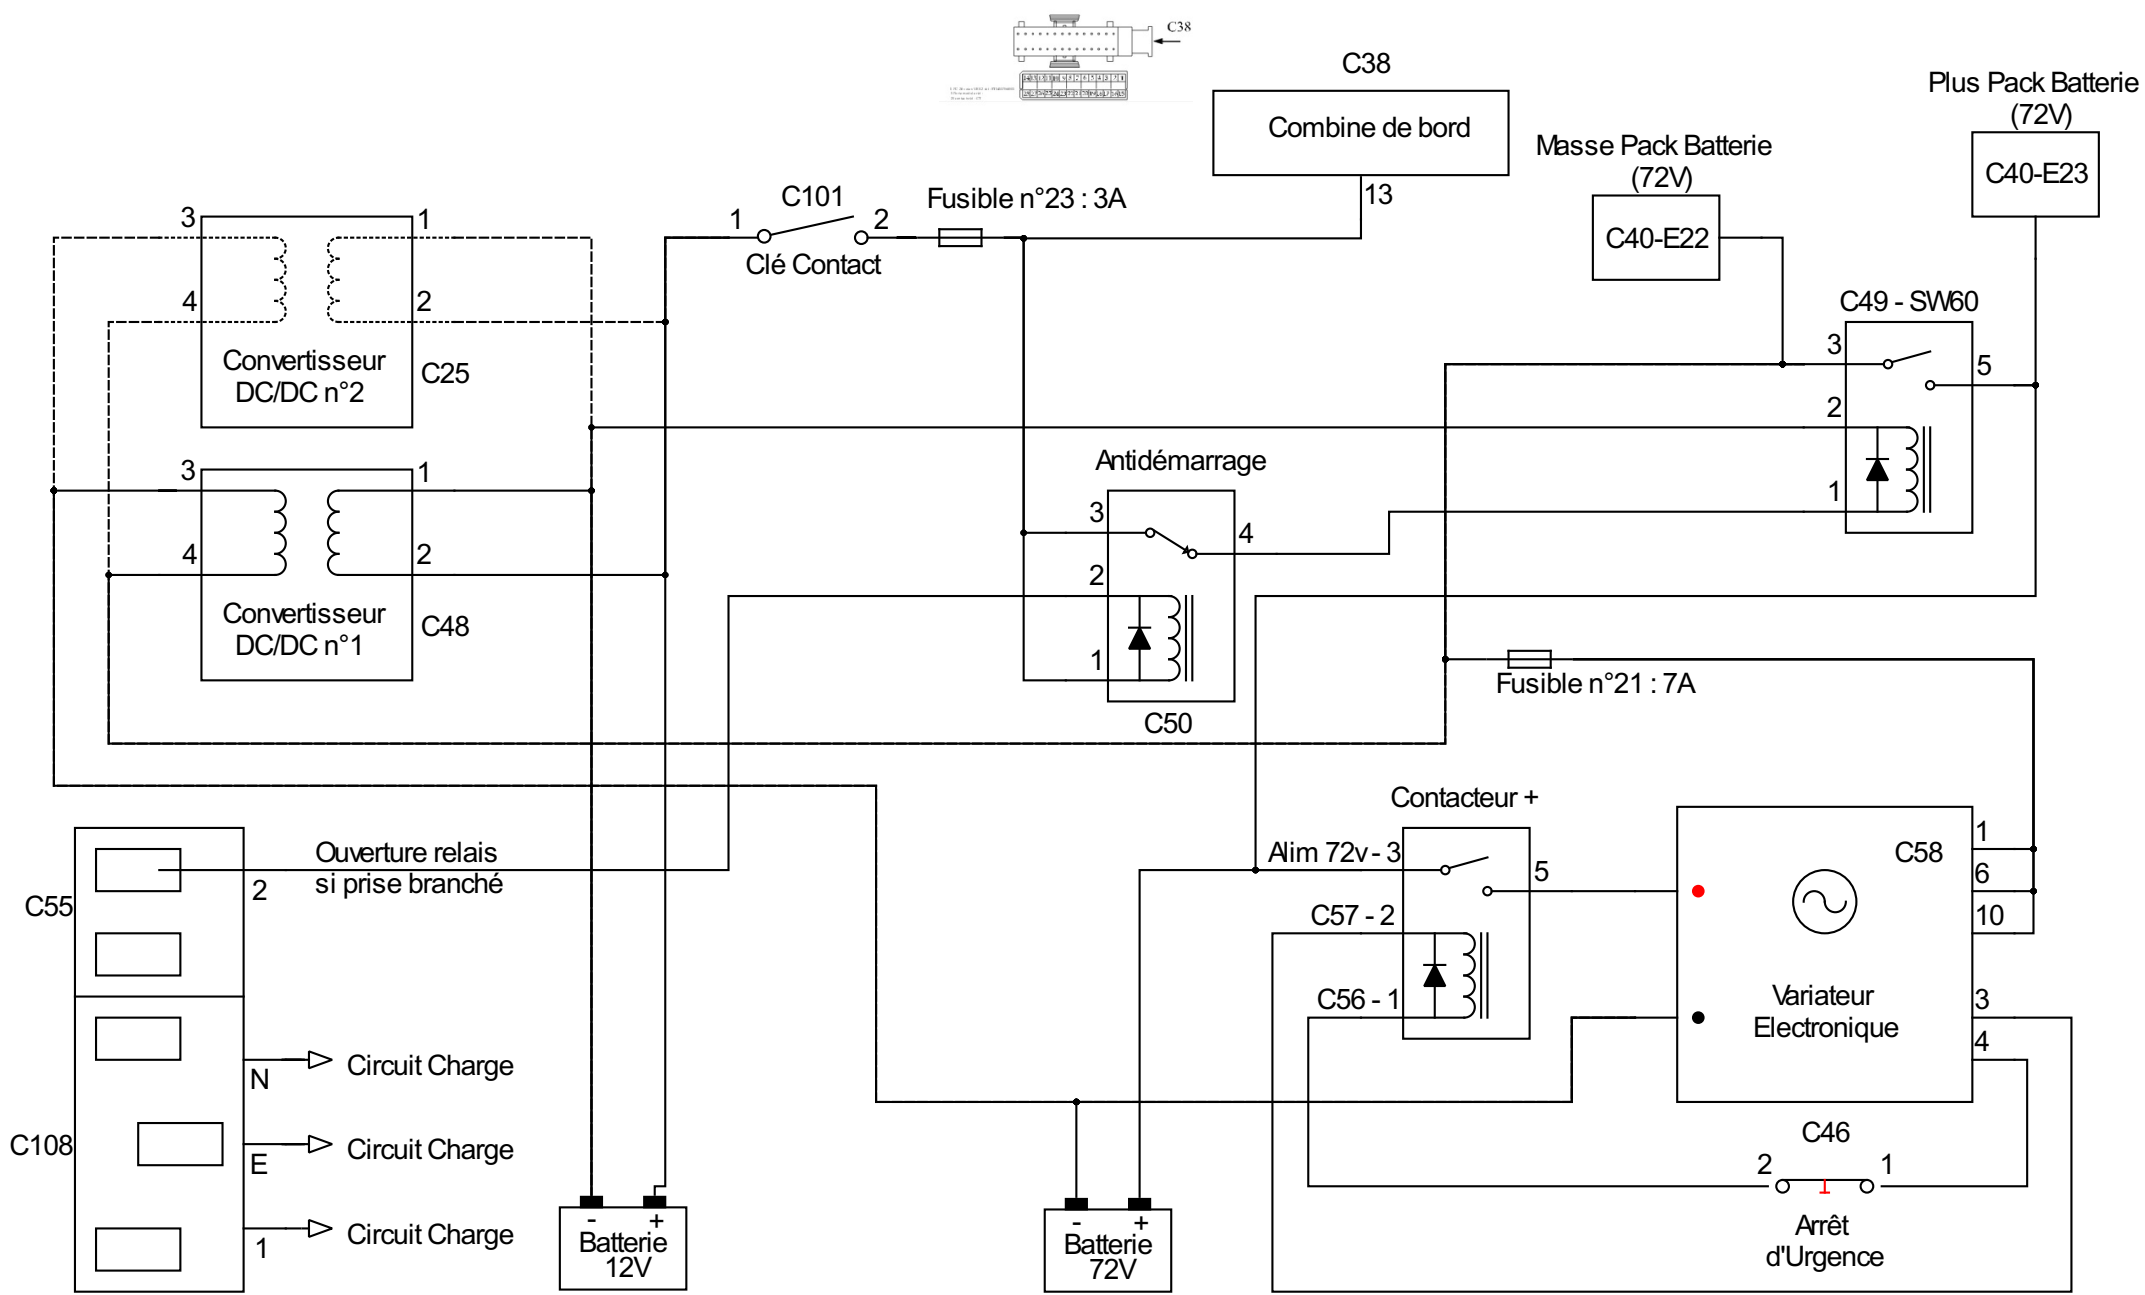 C38
C38
Combine de bord
13
Plus Pack Batterie
(72V)
C40-E23
Masse Pack Batterie
(72V)
C40-E22
C49 - SW60
3
5
2
1
C101
1
2
Clé Contact
Fusible n°23 : 3A
3
1
4
2
Convertisseur
DC/DC n°2
C25
3
1
4
2
Convertisseur
DC/DC n°1
C48
Antidémarrage
3
4
2
1
C50
Fusible n°21 : 7A
Contacteur +
Alim 72v - 3
5
C57 - 2
C56 - 1
C58
1
6
10
3
4
Variateur
Electronique
C46
2
1
Arrêt
d'Urgence
C55
Ouverture relais
si prise branché
2
C108
N
Circuit Charge
E
Circuit Charge
1
Circuit Charge
- +
Batterie
12V
- +
Batterie
72V